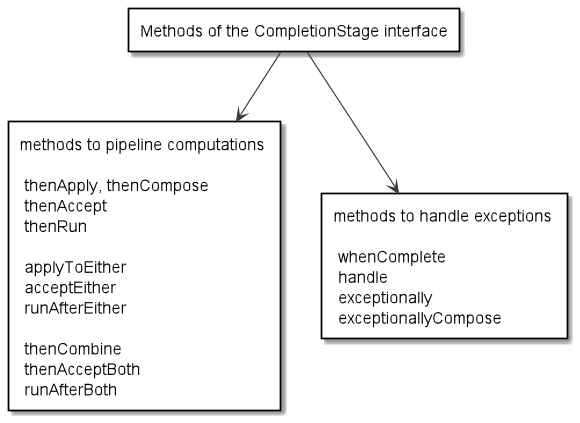 Methods of the CompletionStage interface
methods to pipeline computations
thenApply, thenCompose
thenAccept
thenRun
applyToEither
acceptEither
runAfterEither
thenCombine
thenAcceptBoth
runAfterBoth
methods to handle exceptions
whenComplete
handle
exceptionally
exceptionallyCompose